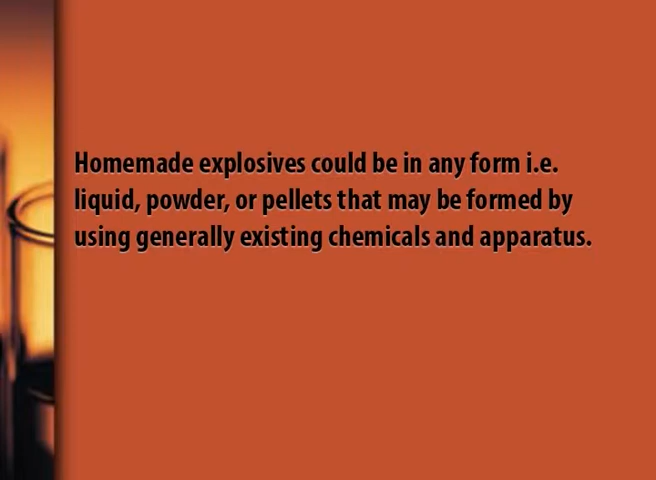 Homemade explosives could be in any form i.e.
liquid, powder, or pellets that may be formed by
using generally existing chemicals and apparatus.